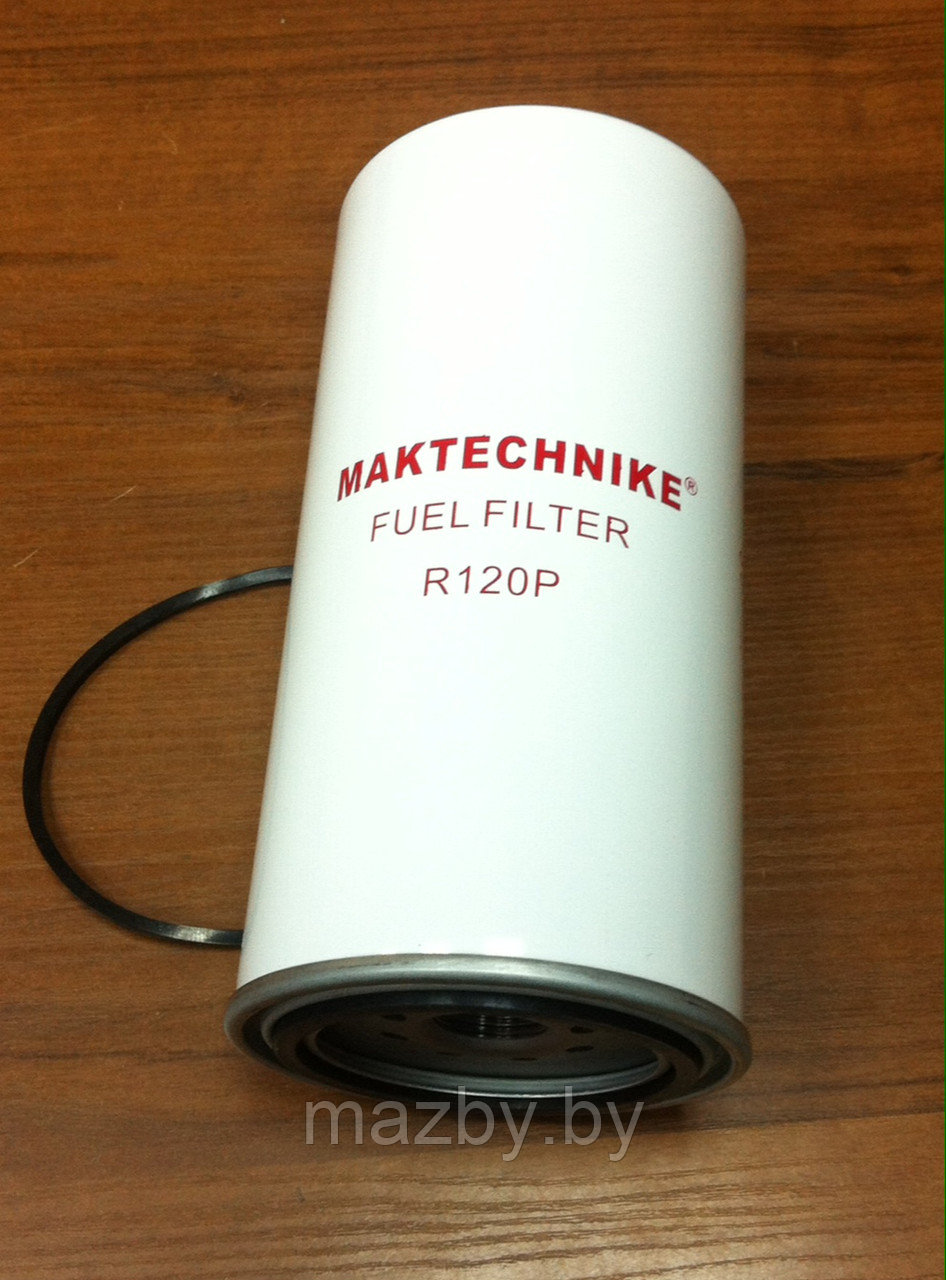 MAKTECHNIKE®
FUEL FILTER
R120P
mazby.by